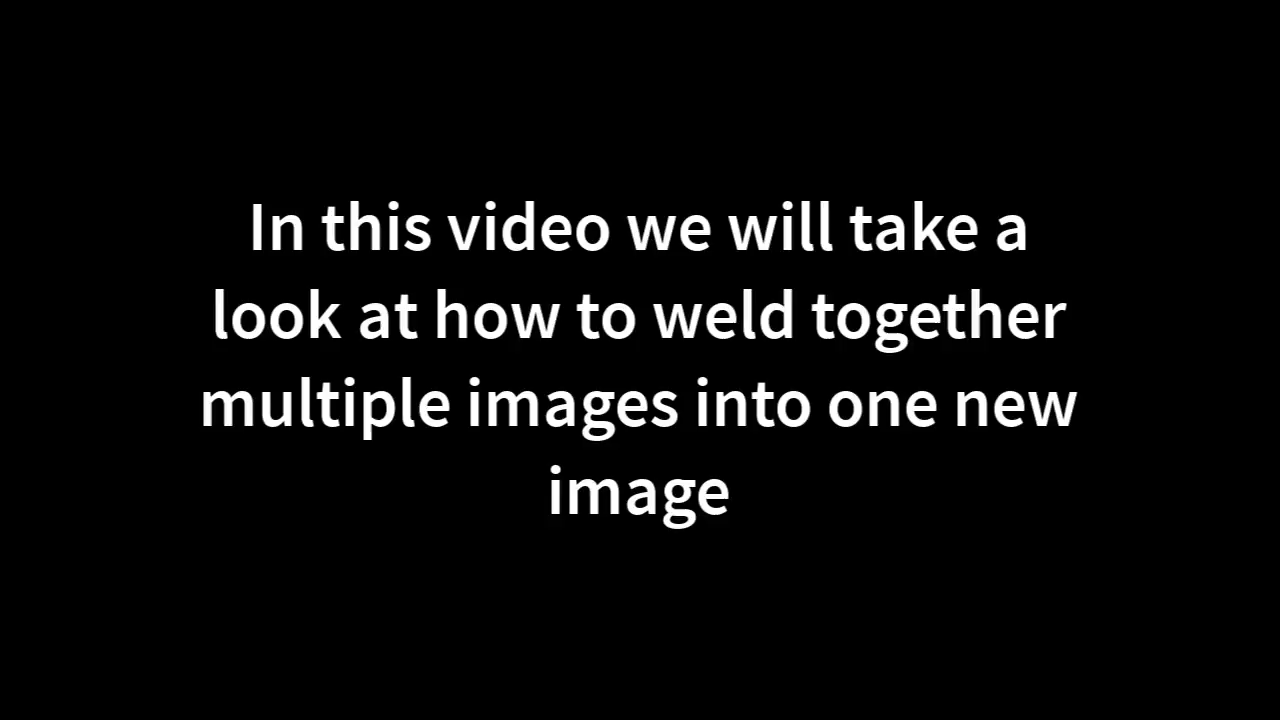 In this video we will take a
look at how to weld together
multiple images into one new
image